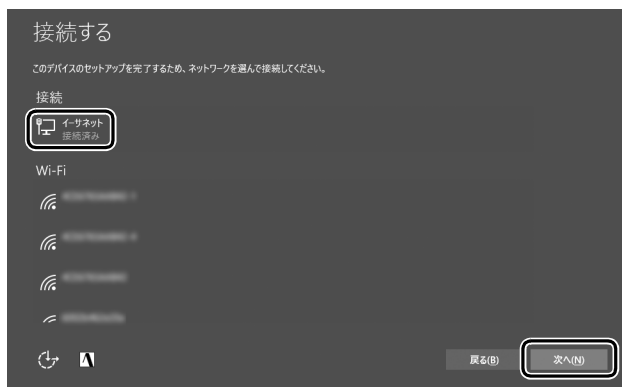 接続する
このデバイスのセットアップを完了するため、ネットワークを選んで接続してください。
接続
イーサネット
接続済み
Wi-Fi
戻る(B)
次へ(N)